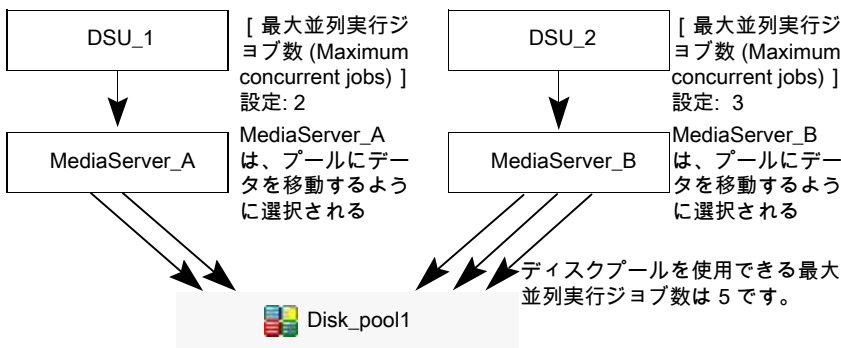 DSU_1
[ 最大並列実行ジ
ョブ数 (Maximum
concurrent jobs) ]
設定: 2
DSU_2
[ 最大並列実行ジ
ョブ数 (Maximum
concurrent jobs) ]
設定: 3
MediaServer_A
MediaServer_A
は、プールにデー
タを移動するよう
に選択される
MediaServer_B
MediaServer_B
は、プールにデー
タを移動するよう
に選択される
ディスクプールを使用できる最大
並列実行ジョブ数は 5 です。
Disk_pool1